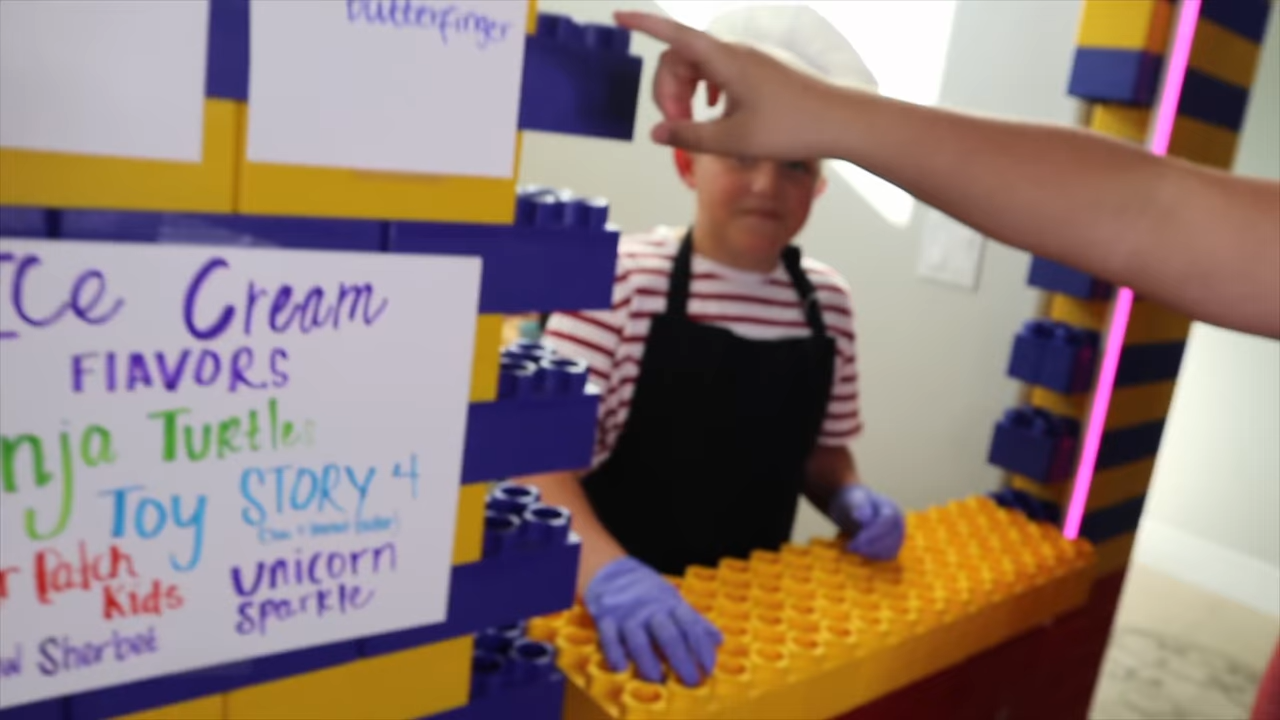 butterfinger
Ice Cream
FLAVORS
nja Turtles
Toy STORY 4
Patch
Kids
unicorn
sparkle
Sherbet